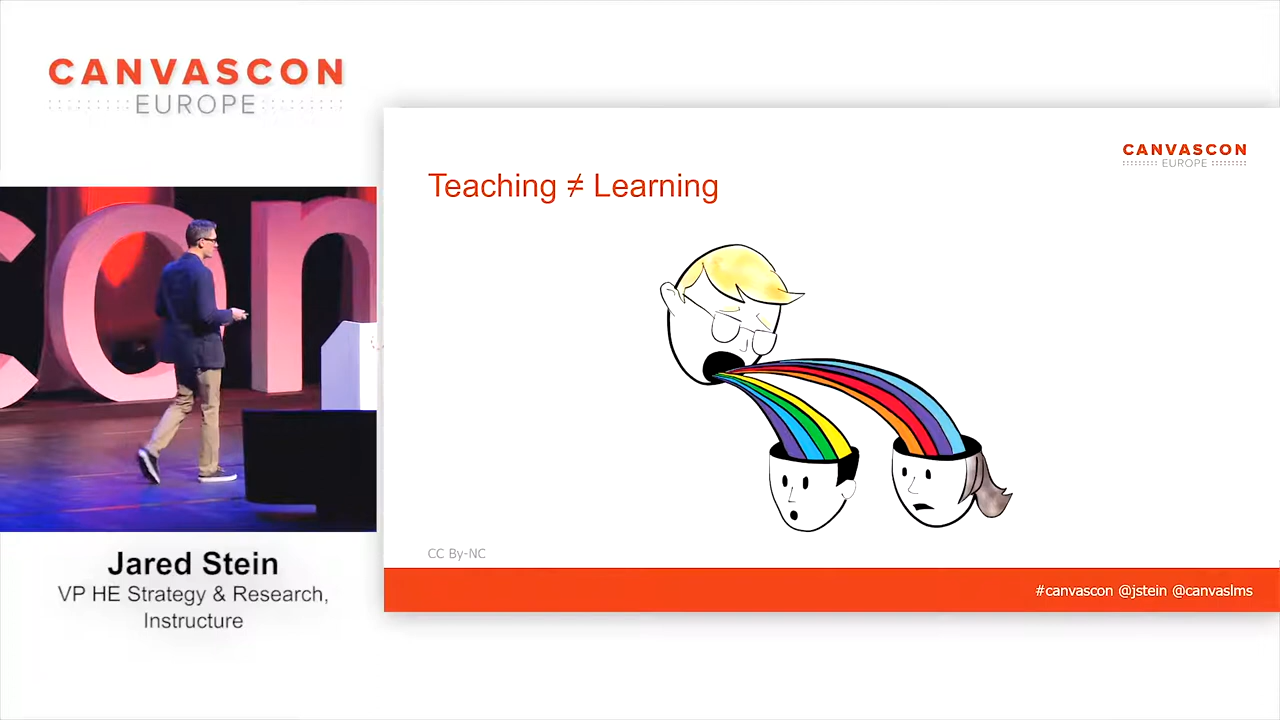 CANVASCON
EUROPE
con
Jared Stein
VP HE Strategy & Research,
Instructure
CANVASCON
EUROPE
Teaching ≠ Learning
CC By-NC
#canvascon @jstein @canvaslms